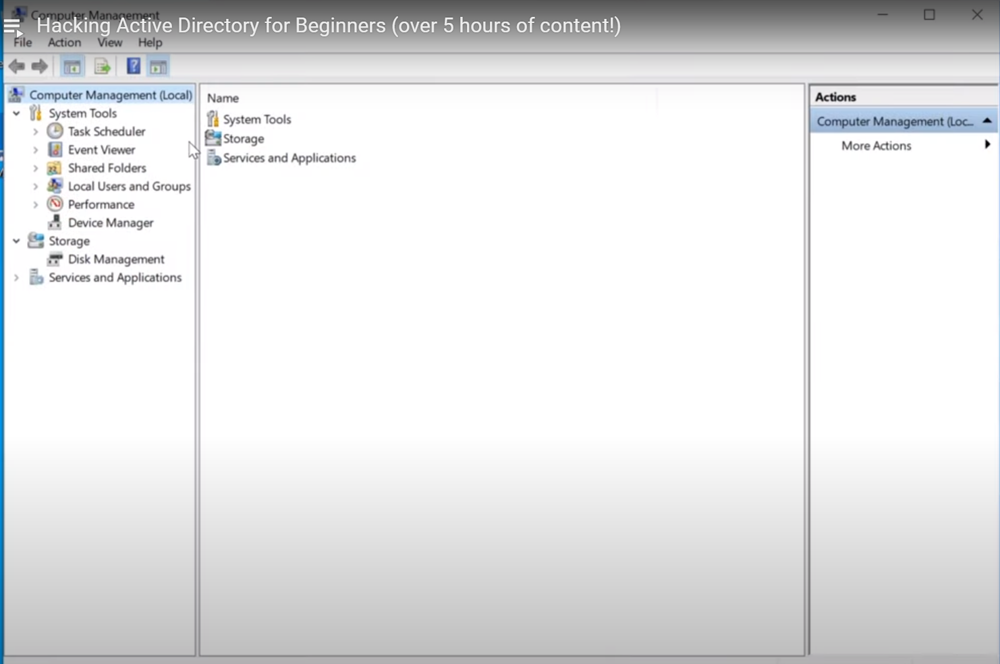 Computer Management
Hacking Active Directory for Beginners (over 5 hours of content!)
File Action View Help
Computer Management (Local)
System Tools
Task Scheduler
Event Viewer
Shared Folders
Local Users and Groups
Performance
Device Manager
Storage
Disk Management
Services and Applications
Name
System Tools
Storage
Services and Applications
Actions
Computer Management (Loc...
More Actions